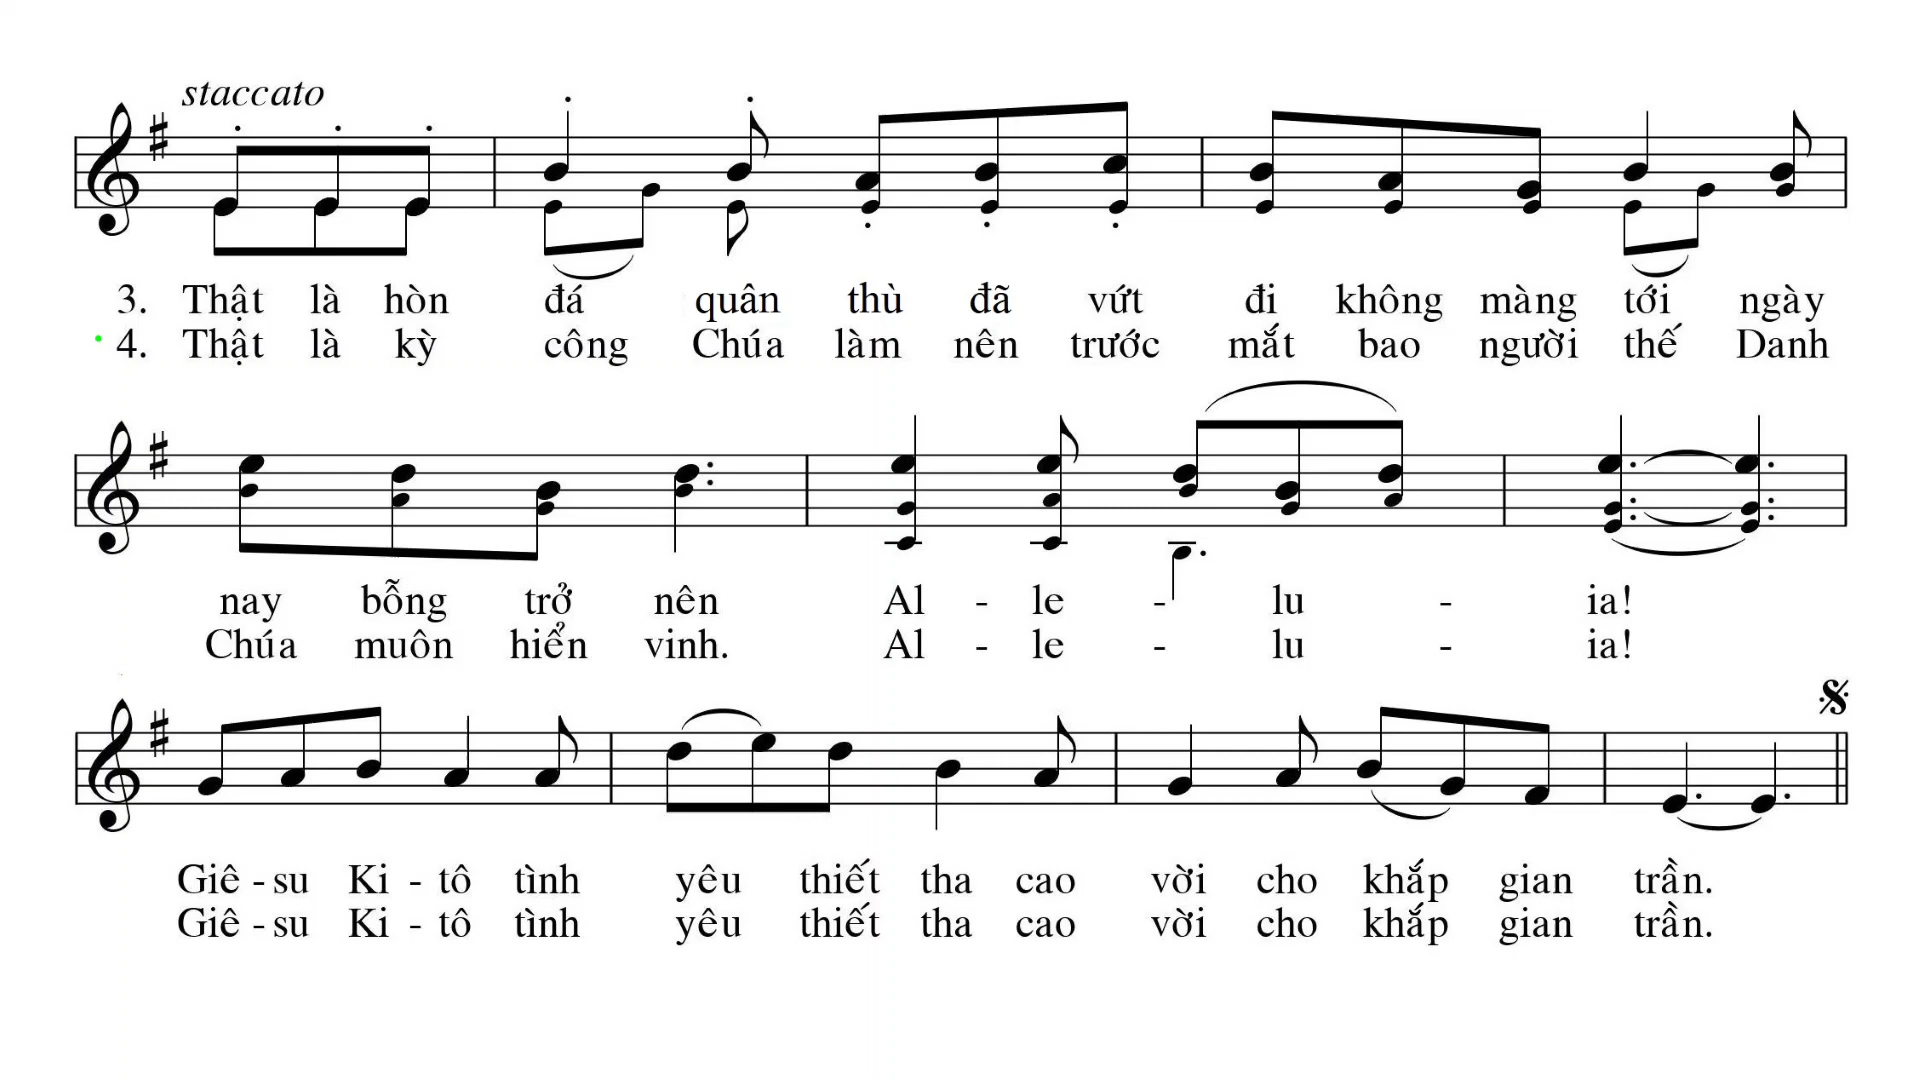 staccato
3. Thật là hòn đá quân thù đã vứt đi không màng tới ngày
4. Thật là kỳ công Chúa làm nên trước mắt bao người thế Danh
nay bỗng trở nên Al - le - lu - ia!
Chúa muôn hiển vinh. Al - le - lu - ia!
Giê - su Ki - tô tình yêu thiết tha cao vời cho khắp gian trần.
Giê - su Ki - tô tình yêu thiết tha cao vời cho khắp gian trần.